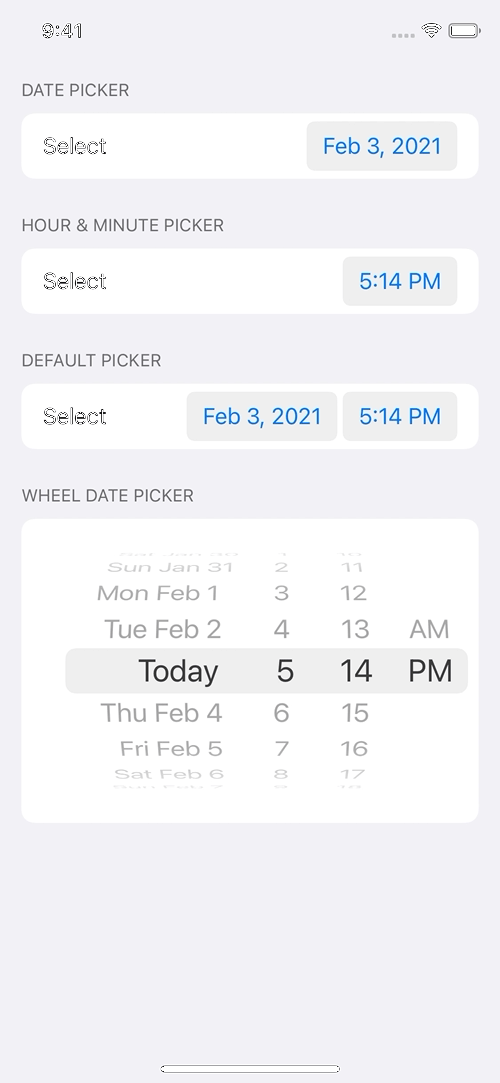 9:41
DATE PICKER
Select Feb 3, 2021
HOUR & MINUTE PICKER
Select 5:14 PM
DEFAULT PICKER
Select Feb 3, 2021 5:14 PM
WHEEL DATE PICKER
Sun Jan 31 2 11
Mon Feb 1 3 12
Tue Feb 2 4 13 AM
Today 5 14 PM
Thu Feb 4 6 15
Fri Feb 5 7 16
Sat Feb 6 8 17